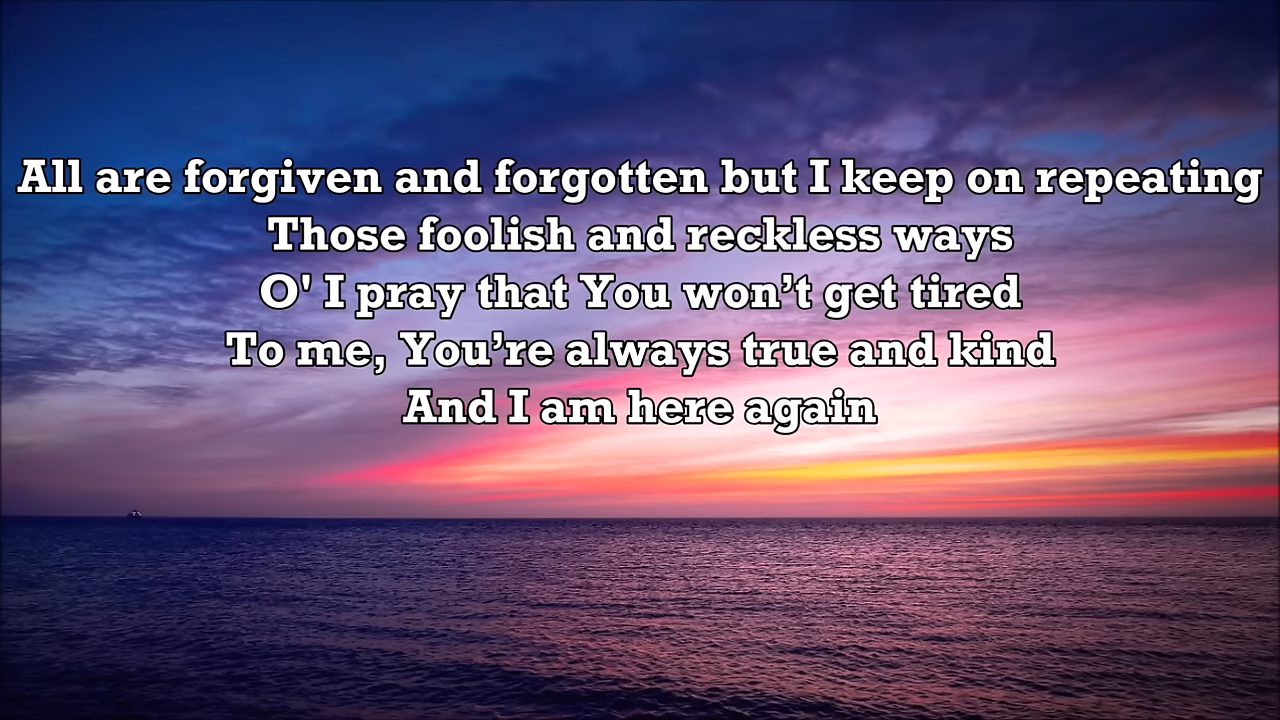 All are forgiven and forgotten but I keep on repeating
Those foolish and reckless ways
O' I pray that You won’t get tired
To me, You’re always true and kind
And I am here again